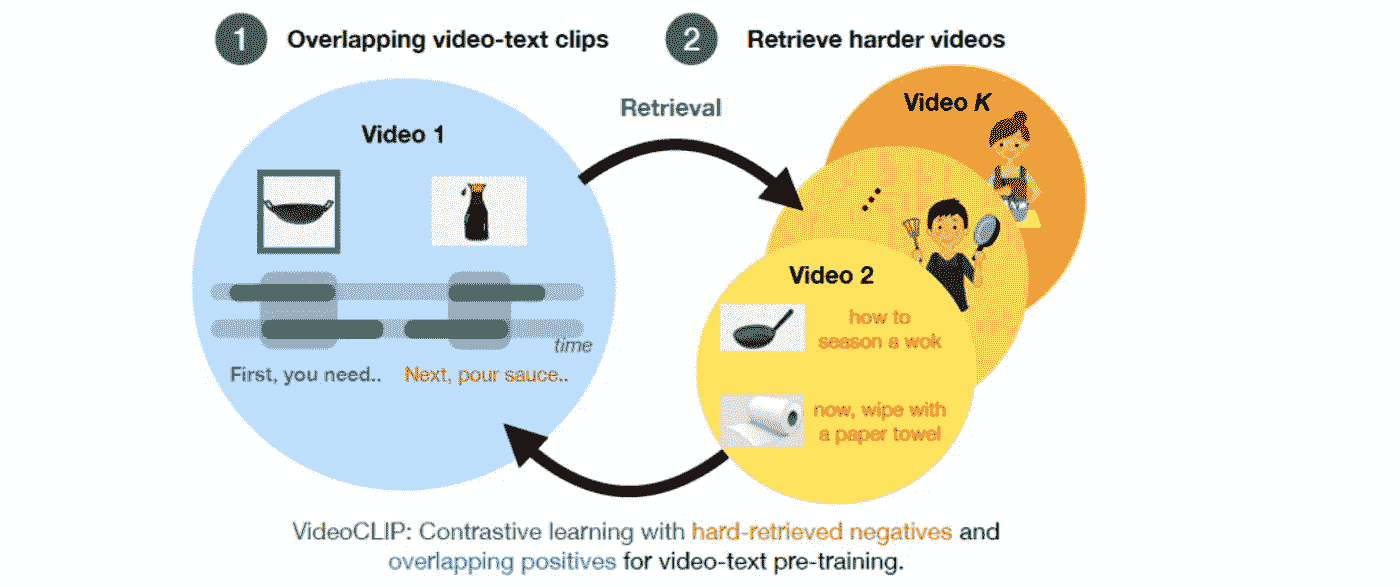 1 Overlapping video-text clips
2 Retrieve harder videos
Video 1
Retrieval
Video K
Video 2
how to
season a wok
now, wipe with
a paper towel
time
First, you need..
Next, pour sauce..
VideoCLIP: Contrastive learning with hard-retrieved negatives and
overlapping positives for video-text pre-training.